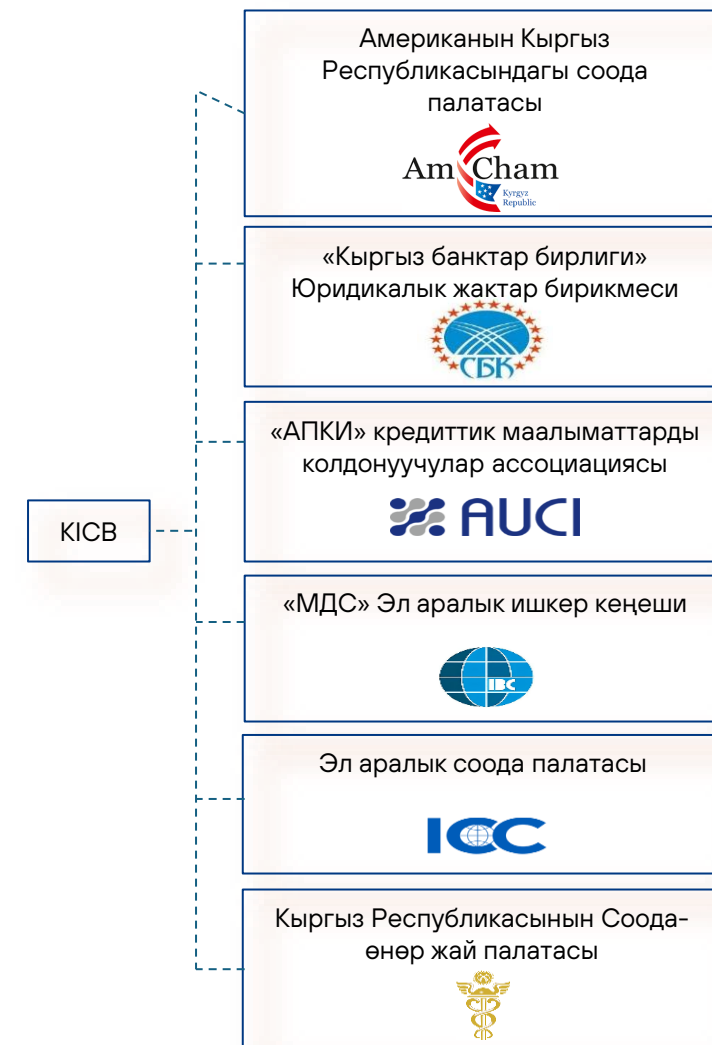 Американын Кыргыз
Республикасындагы соода
палатасы
Am Cham
Kyrgyz
Republic
«Кыргыз банктар бирлиги»
Юридикалык жактар бирикмеси
СБК
«АПКИ» кредиттик маалыматтарды
колдонуучулар ассоциациясы
AUCI
KICB
«МДС» Эл аралык ишкер кеңеши
IBC
Эл аралык соода палатасы
ICC
Кыргыз Республикасынын Соода-
өнөр жай палатасы